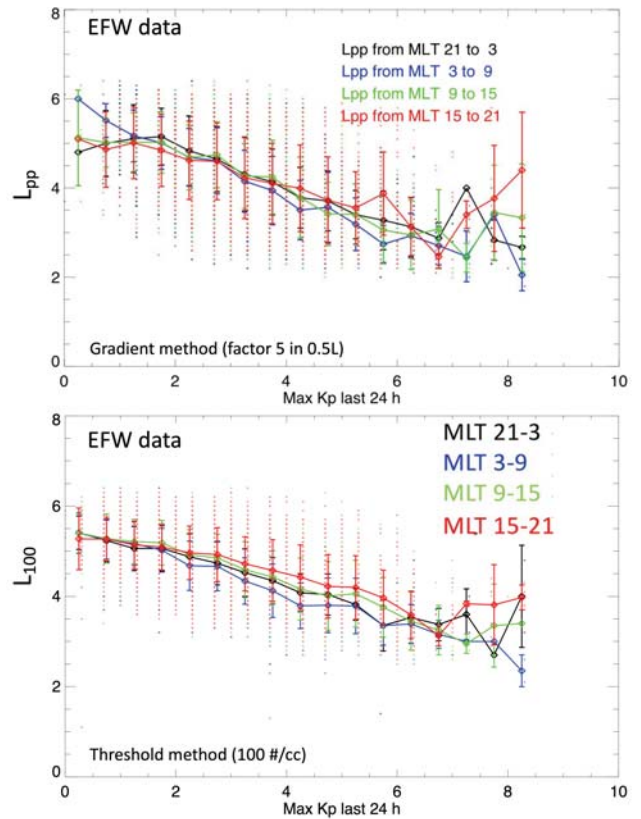 EFW data
Lpp from MLT 21 to 3
Lpp from MLT 3 to 9
Lpp from MLT 9 to 15
Lpp from MLT 15 to 21
8
6
4
2
0
Lpp
Gradient method (factor 5 in 0.5L)
0 2 4 6 8 10
Max Kp last 24 h
EFW data
MLT 21-3
MLT 3-9
MLT 9-15
MLT 15-21
8
6
4
2
0
L100
Threshold method (100 #/cc)
0 2 4 6 8 10
Max Kp last 24 h